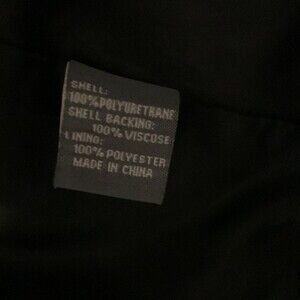 SHELL:
100% POLYURETHANE
SHELL BACKING:
100% VISCOSE
LINING:
100% POLYESTER
MADE IN CHINA